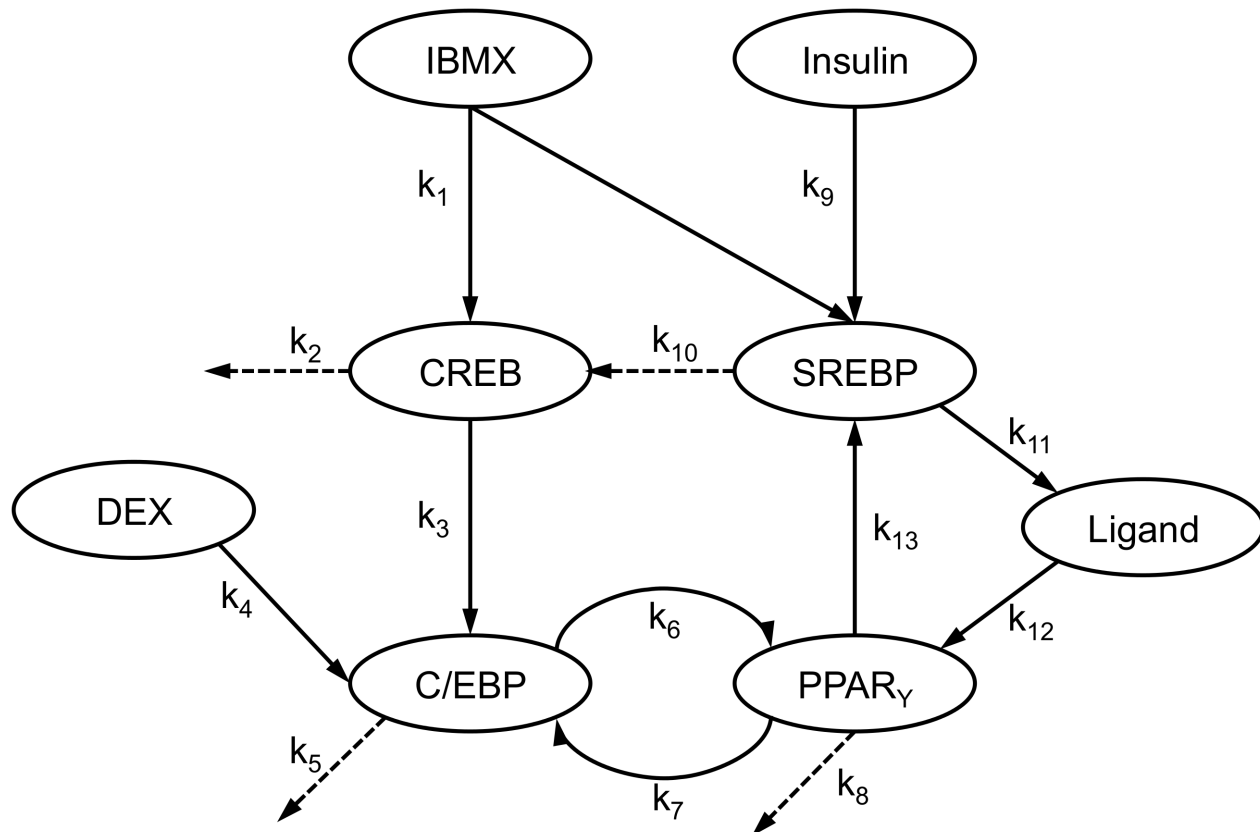 IBMX
Insulin
k₁
k₉
k₂
k₁₀
CREB
SREBP
k₁₁
DEX
k₃
k₁₃
Ligand
k₄
k₆
k₁₂
C/EBP
PPARY
k₅
k₇
k₈